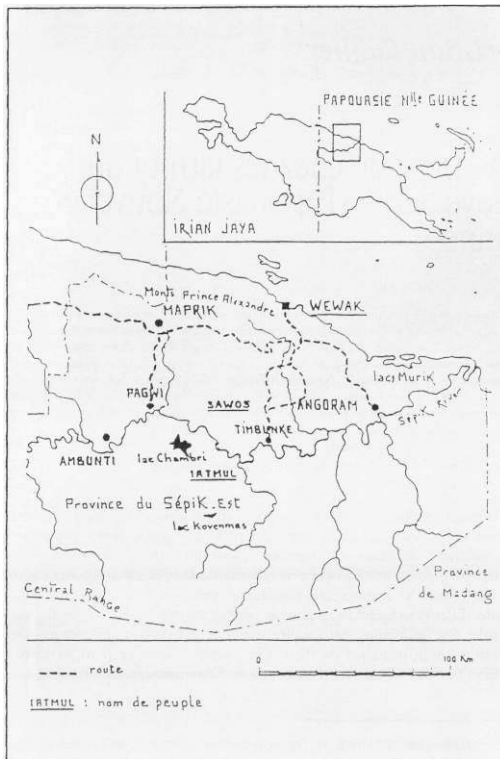 PAPOUASIE Nlle GUINÉE
N
IRIAN JAYA
Monts Prince Alexandre
WEWAK
MAPRIK
lacs Murik
PAGWI
SAWOS
ANGORAM
Sépik River
TIMBUNKE
AMBUNTI
lac Chambri
IATMUL
Province du Sépik-Est
lac Kovenmas
Province
de Madang
Central Range
route
0
100 Km
IATMUL : nom de peuple